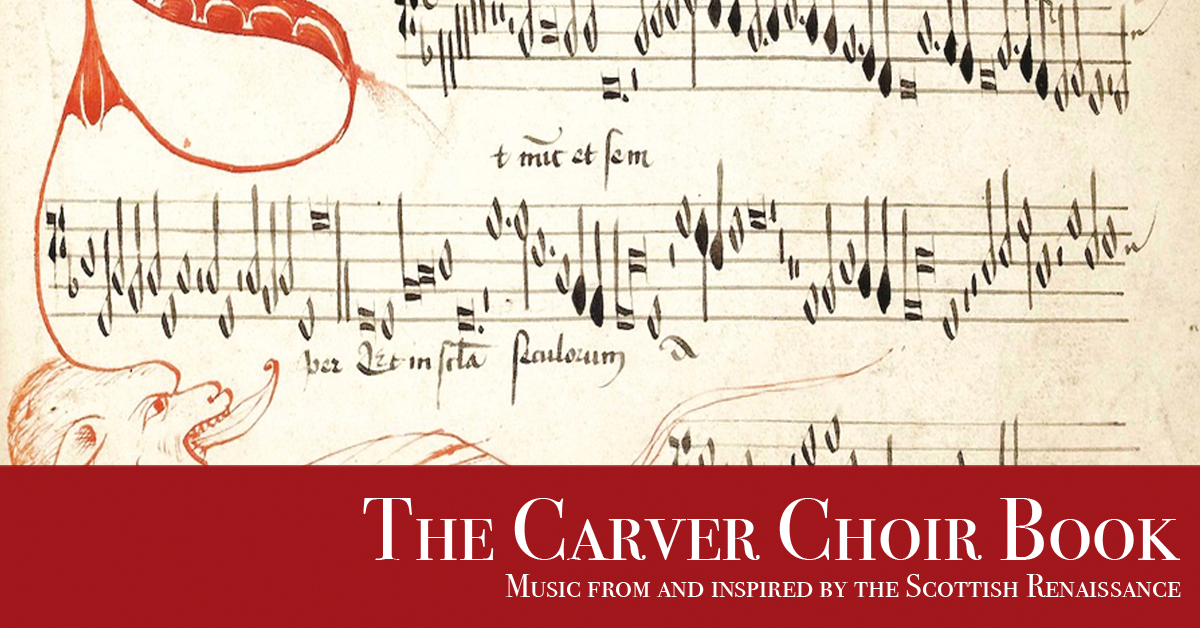 t nūc et sem
per Et in sc̄la seculorum a
The Carver Choir Book
Music from and inspired by the Scottish Renaissance